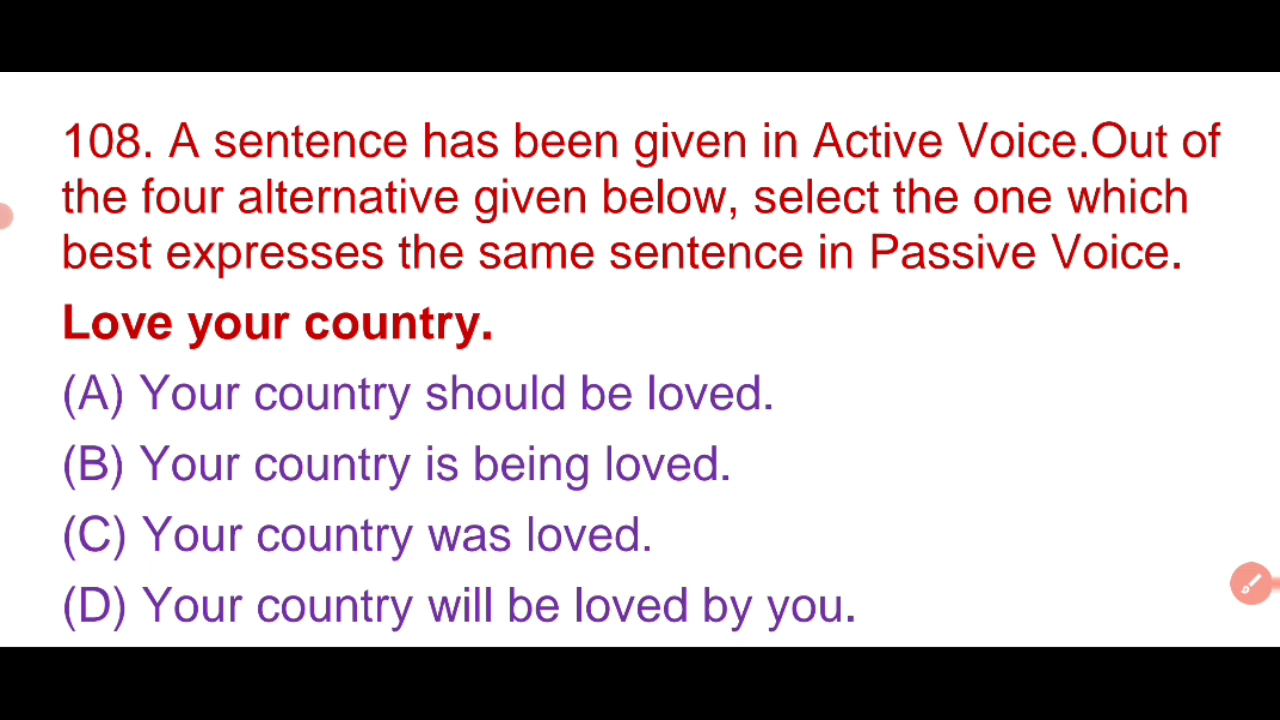 108. A sentence has been given in Active Voice.Out of
the four alternative given below, select the one which
best expresses the same sentence in Passive Voice.
Love your country.
(A) Your country should be loved.
(B) Your country is being loved.
(C) Your country was loved.
(D) Your country will be loved by you.